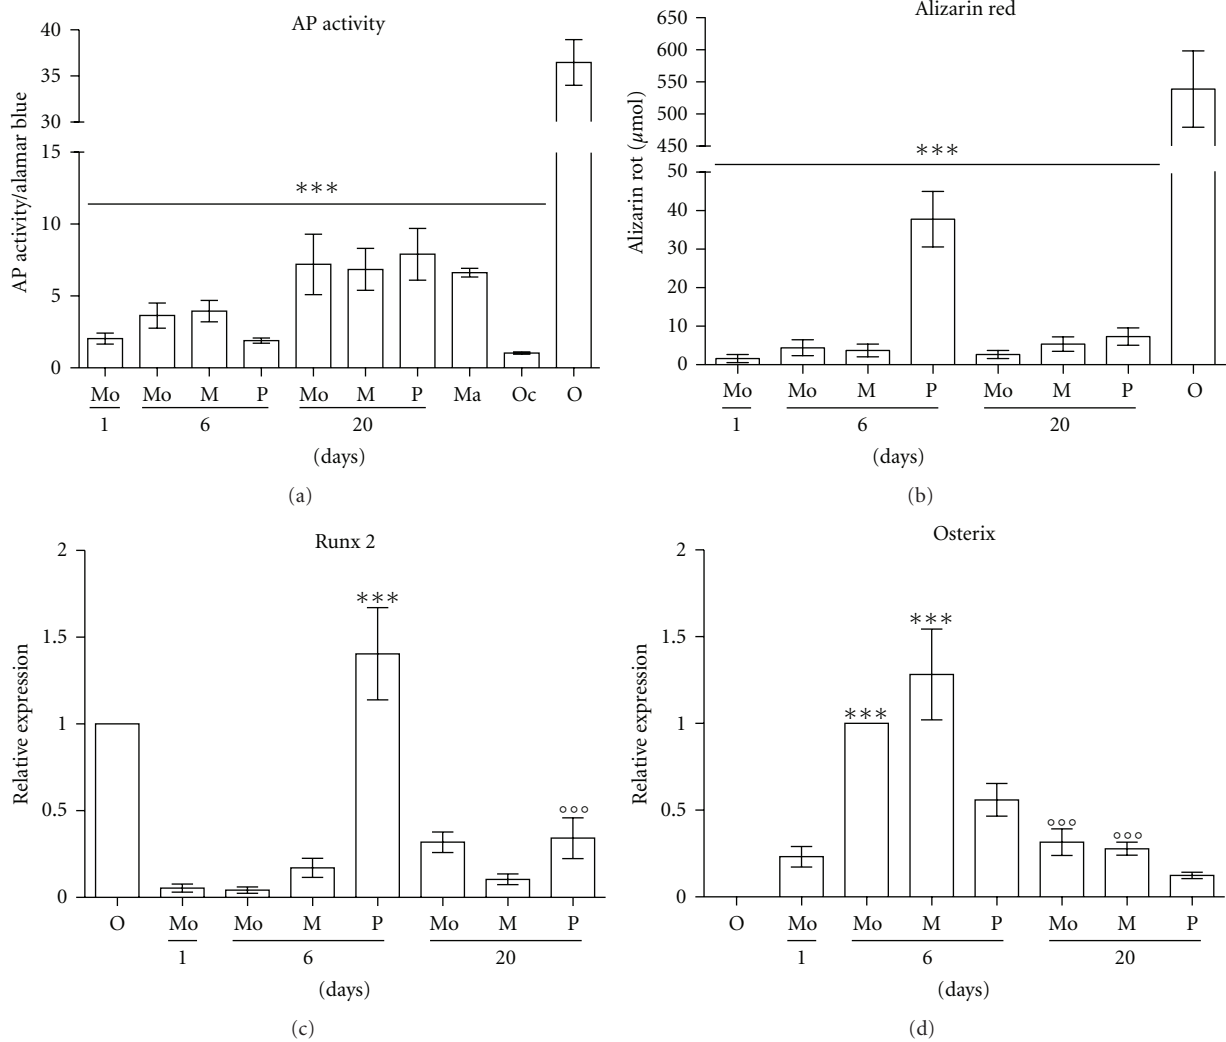 AP activity
AP activity/alamar blue
40
35
30
15
10
5
0
***
Mo Mo M P Mo M P Ma Oc O
1 6 20
(days)
(a)
Alizarin red
Alizarin rot (µmol)
650
600
550
500
450
50
40
30
20
10
0
***
Mo Mo M P Mo M P O
1 6 20
(days)
(b)
Runx 2
Relative expression
2
1.5
1
0.5
0
***
°°°
O Mo Mo M P Mo M P
1 6 20
(days)
(c)
Osterix
Relative expression
2
1.5
1
0.5
0
***
***
°°°
°°°
O Mo Mo M P Mo M P
1 6 20
(days)
(d)